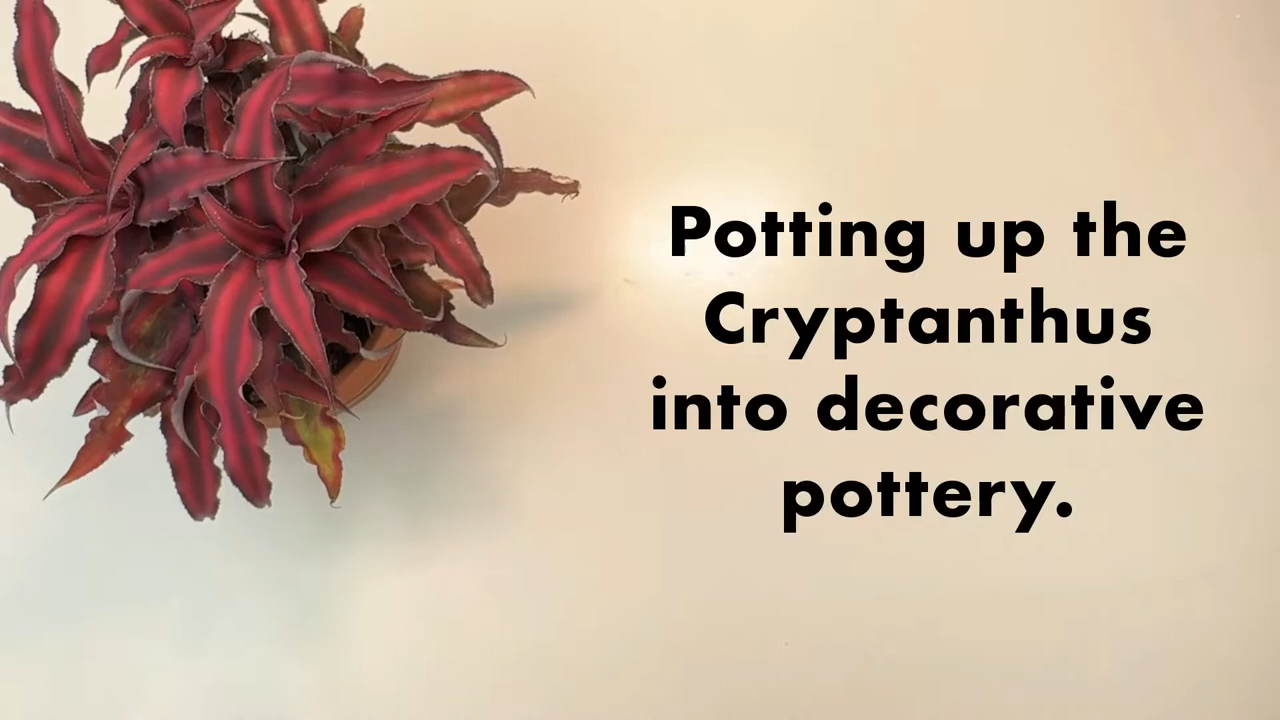 Potting up the
Cryptanthus
into decorative
pottery.